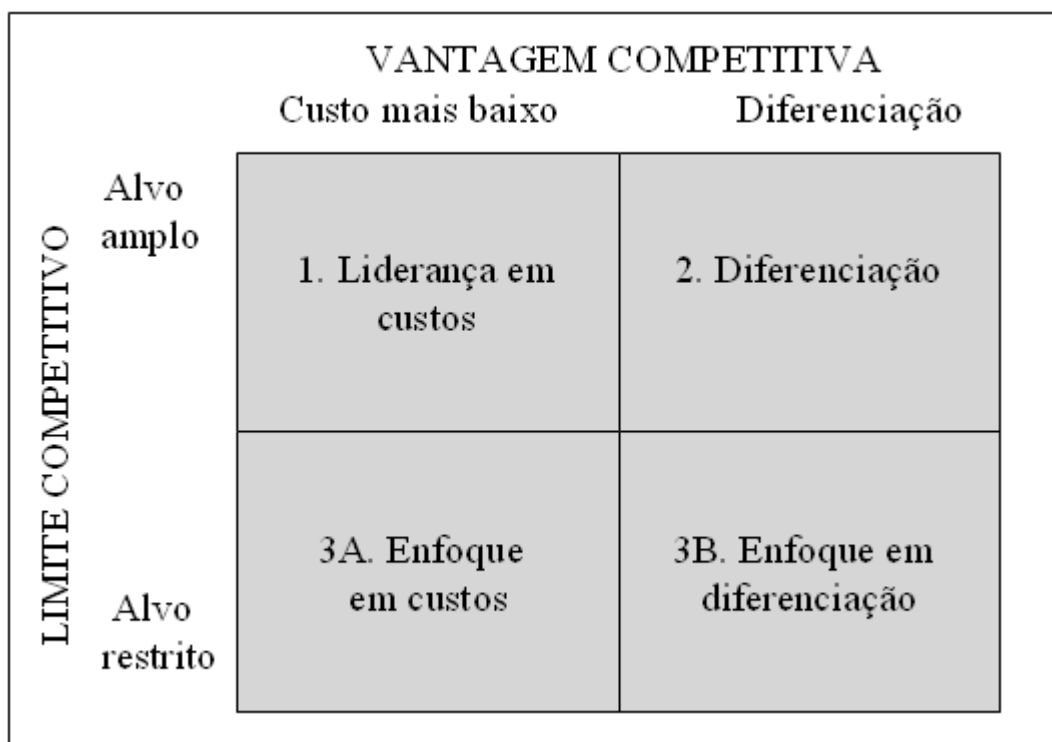 VANTAGEM COMPETITIVA
Custo mais baixo
Diferenciação
LIMITE COMPETITIVO
Alvo
amplo
1. Liderança em
custos
2. Diferenciação
Alvo
restrito
3A. Enfoque
em custos
3B. Enfoque em
diferenciação